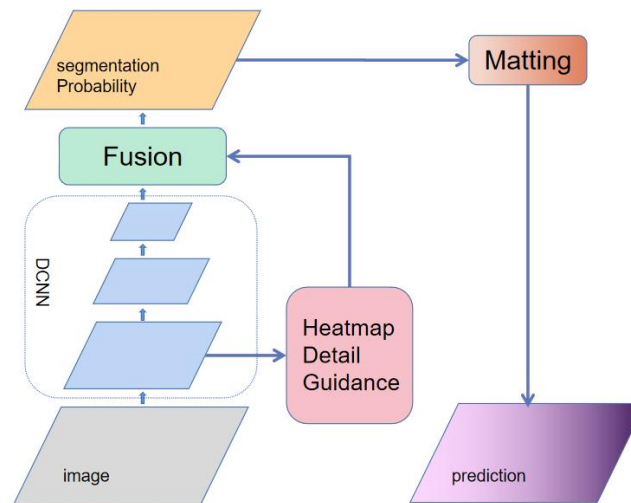 segmentation
Probability
Matting
Fusion
DCNN
Heatmap
Detail
Guidance
image
prediction